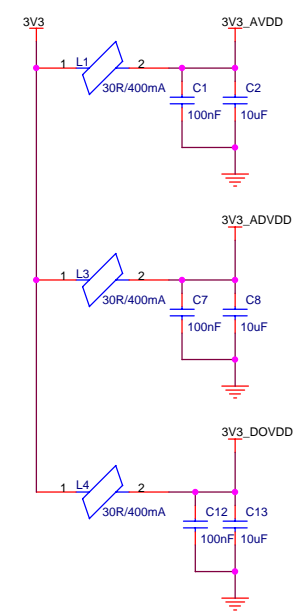 3V3
3V3_AVDD
1 L1 2
30R/400mA
C1 C2
100nF 10uF
3V3_ADVDD
1 L3 2
30R/400mA
C7 C8
100nF 10uF
3V3_DOVDD
1 L4 2
30R/400mA
C12 C13
100nF 10uF